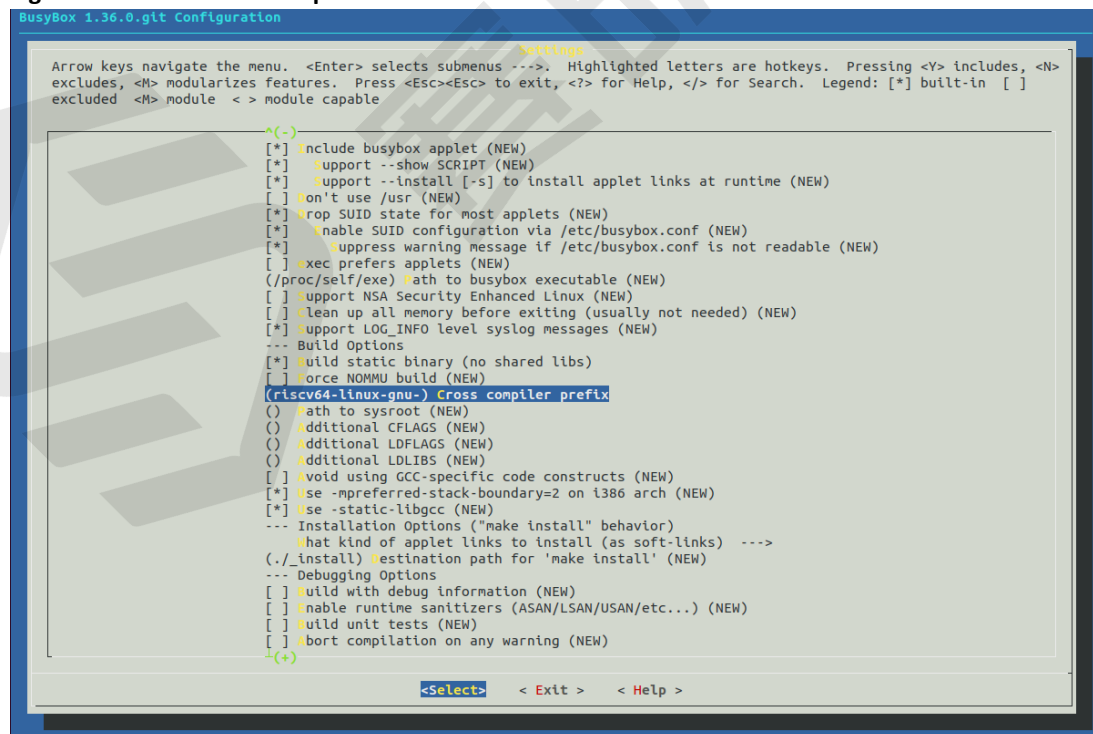 BusyBox 1.36.0.git Configuration
Settings
Arrow keys navigate the menu.  <Enter> selects submenus --->.  Highlighted letters are hotkeys.  Pressing <Y> includes, <N>
excludes, <M> modularizes features.  Press <Esc><Esc> to exit, <?> for Help, </> for Search.  Legend: [*] built-in  [ ]
excluded  <M> module  < > module capable
^(-)
[*] Include busybox applet (NEW)
[*]   Support --show SCRIPT (NEW)
[*]   Support --install [-s] to install applet links at runtime (NEW)
[ ] Don't use /usr (NEW)
[*] Drop SUID state for most applets (NEW)
[*]   Enable SUID configuration via /etc/busybox.conf (NEW)
[*]     Suppress warning message if /etc/busybox.conf is not readable (NEW)
[ ] exec prefers applets (NEW)
(/proc/self/exe) Path to busybox executable (NEW)
[ ] Support NSA Security Enhanced Linux (NEW)
[ ] Clean up all memory before exiting (usually not needed) (NEW)
[*] Support LOG_INFO level syslog messages (NEW)
--- Build Options
[*] Build static binary (no shared libs)
[ ] Force NOMMU build (NEW)
(riscv64-linux-gnu-) Cross compiler prefix
()  Path to sysroot (NEW)
()  Additional CFLAGS (NEW)
()  Additional LDFLAGS (NEW)
()  Additional LDLIBS (NEW)
[ ] Avoid using GCC-specific code constructs (NEW)
[*] Use -mpreferred-stack-boundary=2 on i386 arch (NEW)
[*] Use -static-libgcc (NEW)
--- Installation Options ("make install" behavior)
What kind of applet links to install (as soft-links)  --->
(./_install) Destination path for 'make install' (NEW)
--- Debugging Options
[ ] Build with debug information (NEW)
[ ] Enable runtime sanitizers (ASAN/LSAN/USAN/etc...) (NEW)
[ ] Build unit tests (NEW)
[ ] Abort compilation on any warning (NEW)
┴(+)
<Select>    < Exit >    < Help >